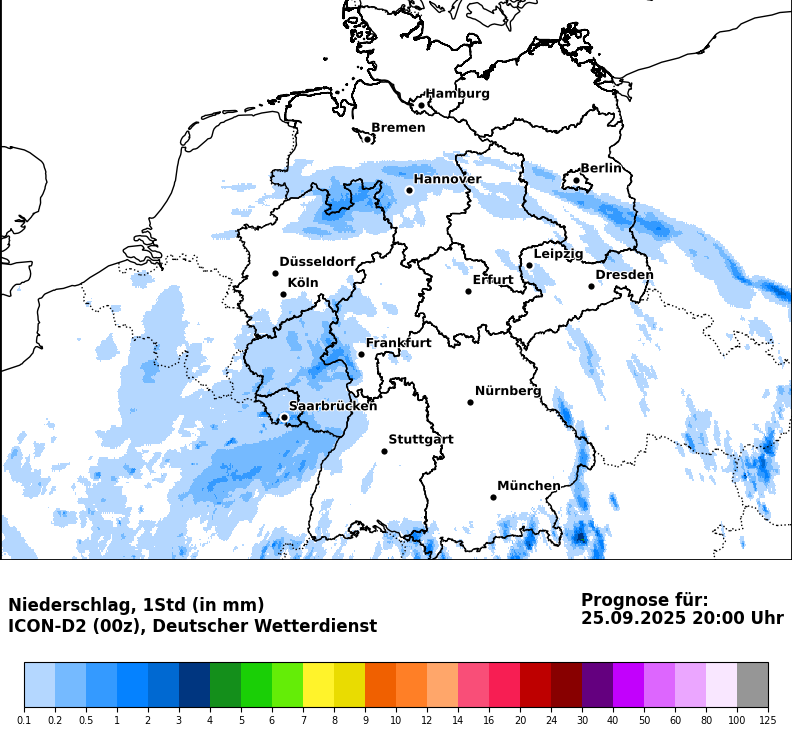 Hamburg
Bremen
Berlin
Hannover
Leipzig
Düsseldorf
Dresden
Köln
Erfurt
Frankfurt
Nürnberg
Saarbrücken
Stuttgart
München
Niederschlag, 1Std (in mm)
ICON-D2 (00z), Deutscher Wetterdienst
Prognose für:
25.09.2025 20:00 Uhr
0.1 0.2 0.5 1 2 3 4 5 6 7 8 9 10 12 14 16 20 24 30 40 50 60 80 100 125